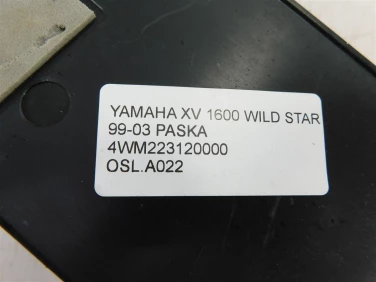 YAMAHA XV 1600 WILD STAR
99-03 PASKA
4WM223120000
OSL.A022